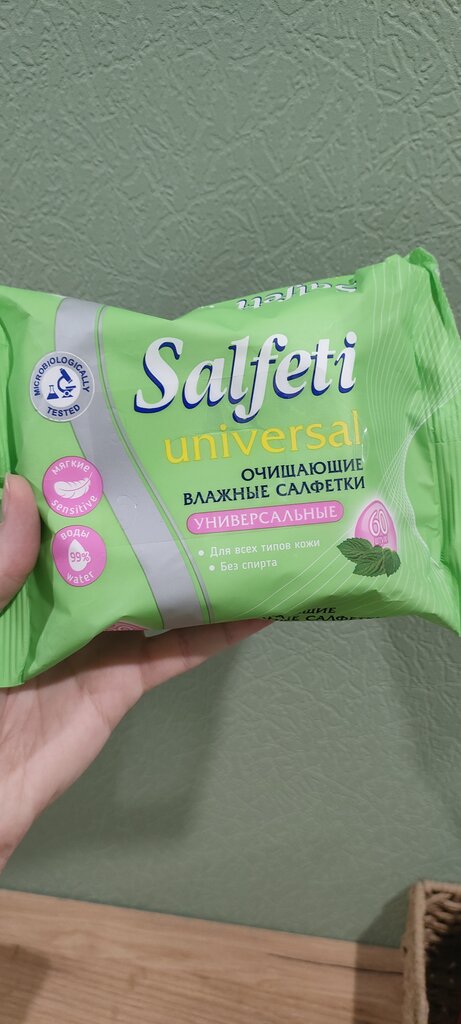 Salfeti
MICROBIOLOGICALLY
TESTED
Salfeti
universal
ОЧИЩАЮЩИЕ
ВЛАЖНЫЕ САЛФЕТКИ
УНИВЕРСАЛЬНЫЕ
• Для всех типов кожи
• Без спирта
60
мягкие
sensitive
воды
99%
water